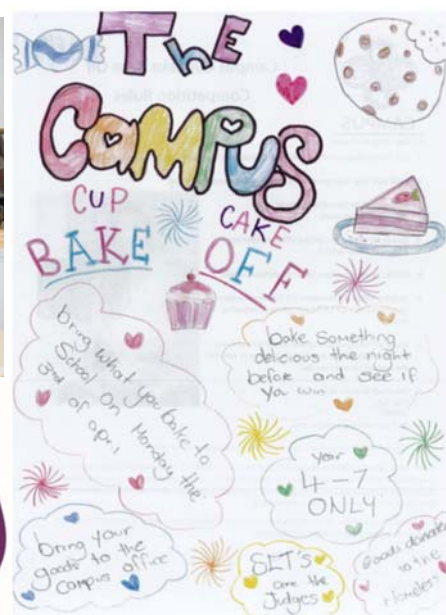 The
Campus
CUP CAKE
BAKE OFF
bring what you bake to
School on Monday the
of april
bake Something
delicious the night
before and see if
ya win
year
4-7
ONLY
bring your
goods to the
campus office
SLT's
are the
Judges
Goods donated
to the
Homeless